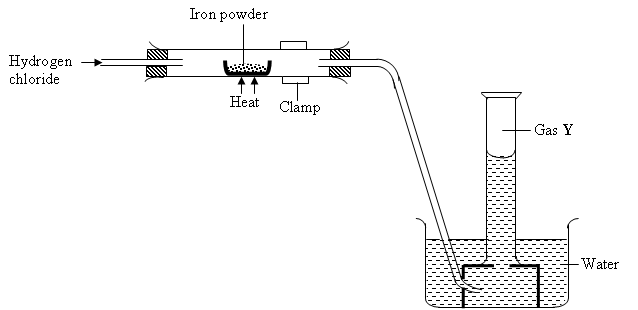 Iron powder
Hydrogen
chloride
Heat
Clamp
Gas Y
Water